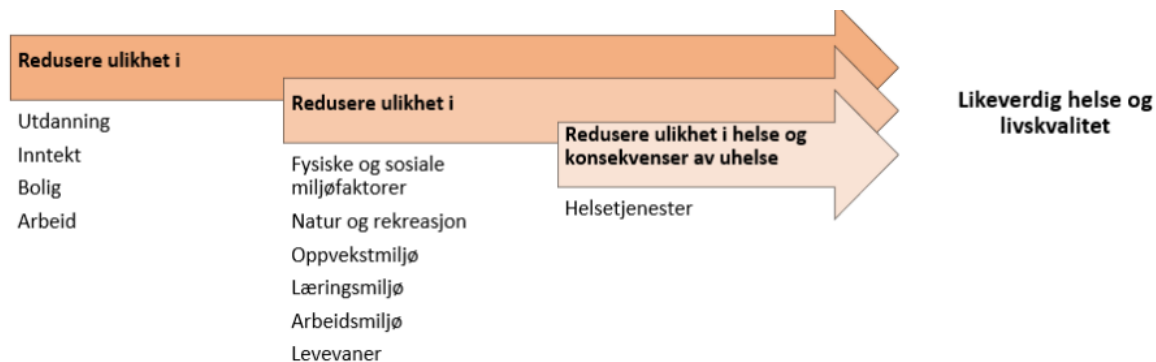 Redusere ulikhet i
Utdanning
Inntekt
Bolig
Arbeid
Redusere ulikhet i
Fysiske og sosiale
miljøfaktorer
Natur og rekreasjon
Oppvekstmiljø
Læringsmiljø
Arbeidsmiljø
Levevaner
Redusere ulikhet i helse og
konsekvenser av uhelse
Helsetjenester
Likeverdig helse og
livskvalitet